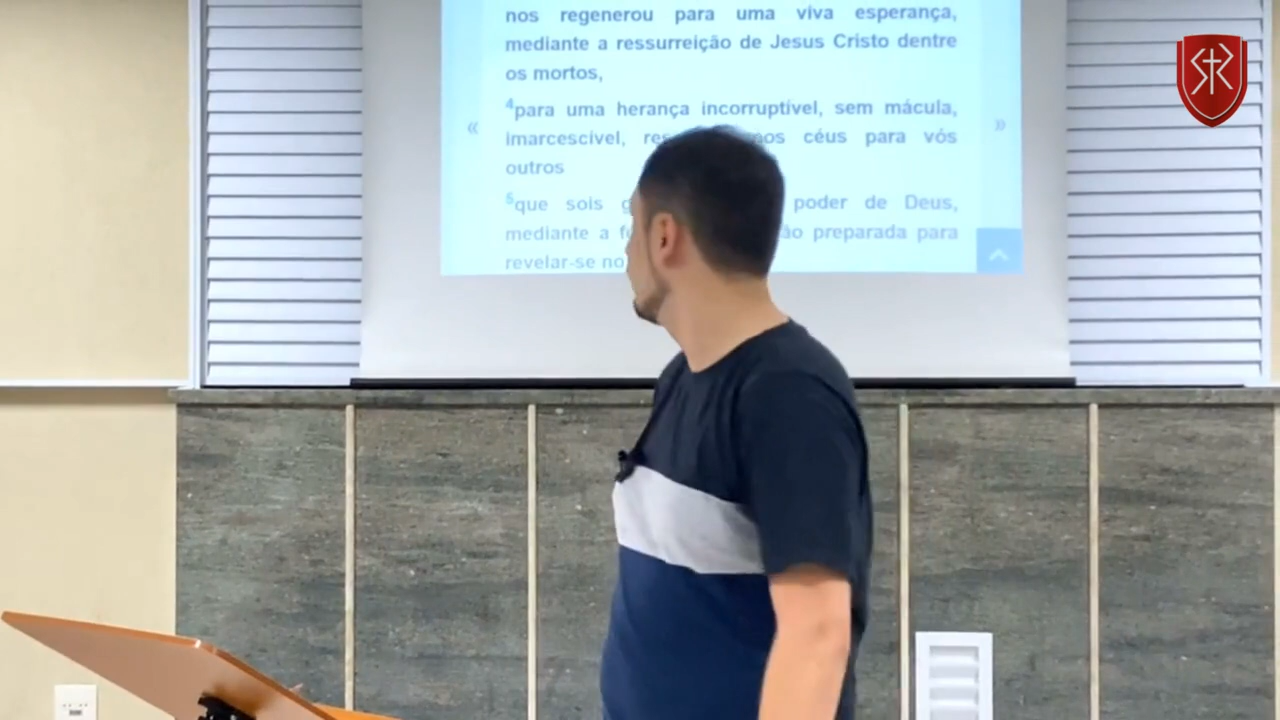 nos regenerou para uma viva esperança,
mediante a ressurreição de Jesus Cristo dentre
os mortos,
4para uma herança incorruptível, sem mácula,
imarcescível, nos céus para vós
outros
5que sois poder de Deus,
mediante a preparada para
revelar-se no